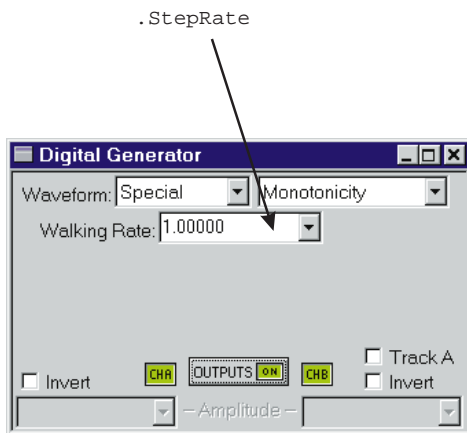 .StepRate
Digital Generator
Waveform: Special Monotonicity
Walking Rate: 1.00000
Track A
Invert CHA OUTPUTS ON CHB Invert
Amplitude